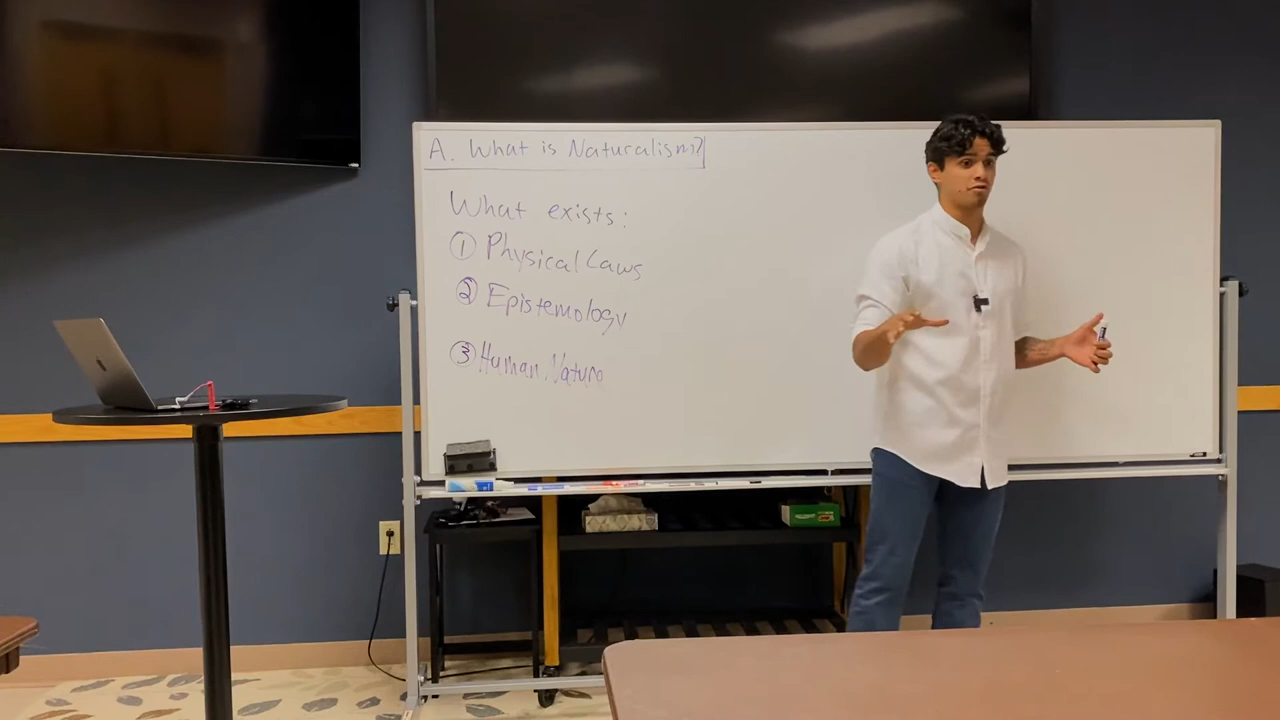 A. What is Naturalism?
What exists:
① Physical Laws
② Epistemology
③ Human Nature